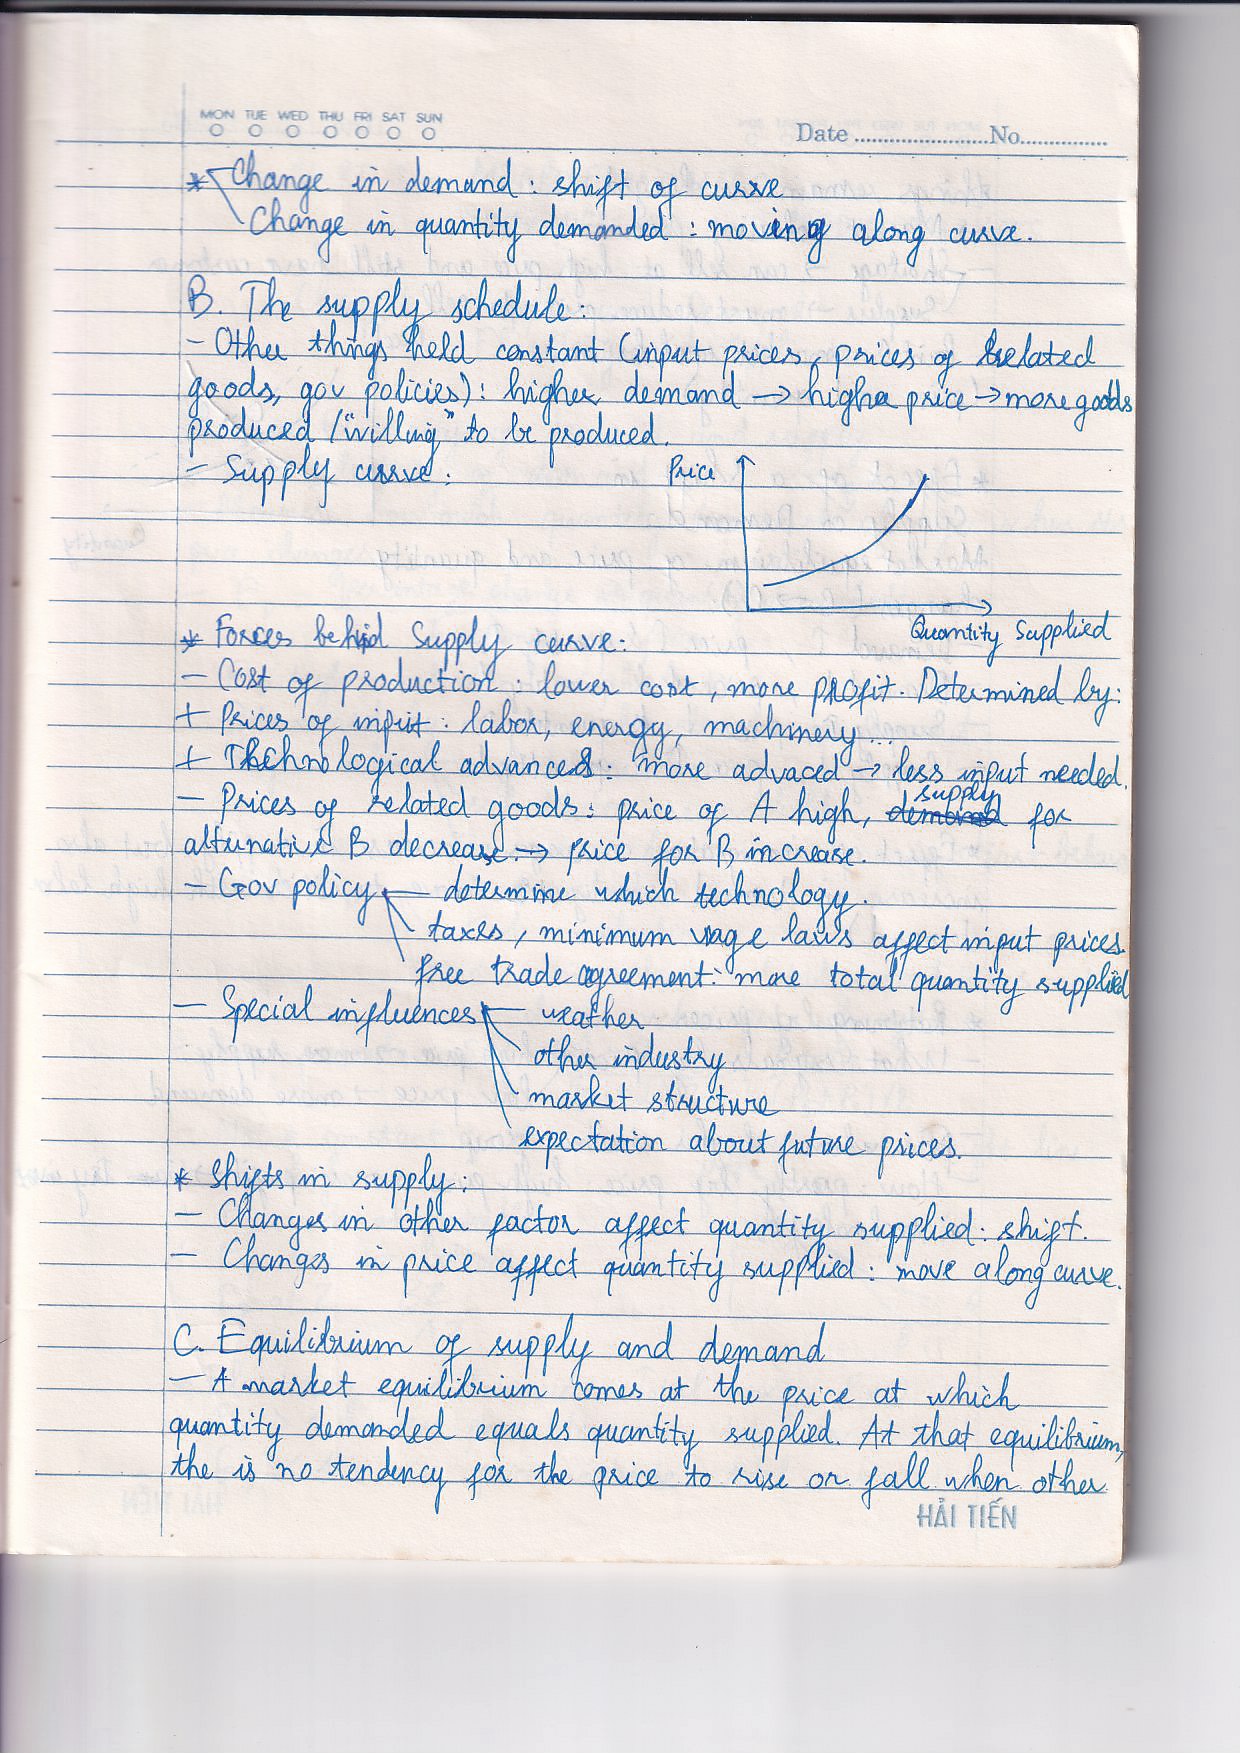 MON TUE WED THU FRI SAT SUN
Date ........................No................
* Change in demand : shift of curve
Change in quantity demanded : moving along curve.
B. The supply schedule :
- Other things held constant (input prices, prices of related
goods, gov policies) : higher demand → higher price → more goods
produced / "willing" to be produced.
- Supply curve :
Price
Quantity Supplied
* Forces behind Supply curve :
- Cost of production : lower cost, more profit. Determined by :
+ Prices of input : labor, energy, machinery ...
+ Technological advances : more advaced → less input needed.
- Prices of related goods : price of A high, supply for
alturative B decrease → price for B increase.
- Gov policy
determine which technology.
taxes, minimum wage laws affect input prices.
free trade agreement : more total quantity supplied
- Special influences
weather
other industry
market structure
expectation about future prices.
* Shifts in supply :
- Changes in other factor affect quantity supplied : shift.
- Changes in price affect quantity supplied : move along curve.
C. Equilibrium of supply and demand
- A market equilibrium comes at the price at which
quantity demanded equals quantity supplied. At that equilibrium,
the is no tendency for the price to rise or fall when other
HẢI TIẾN